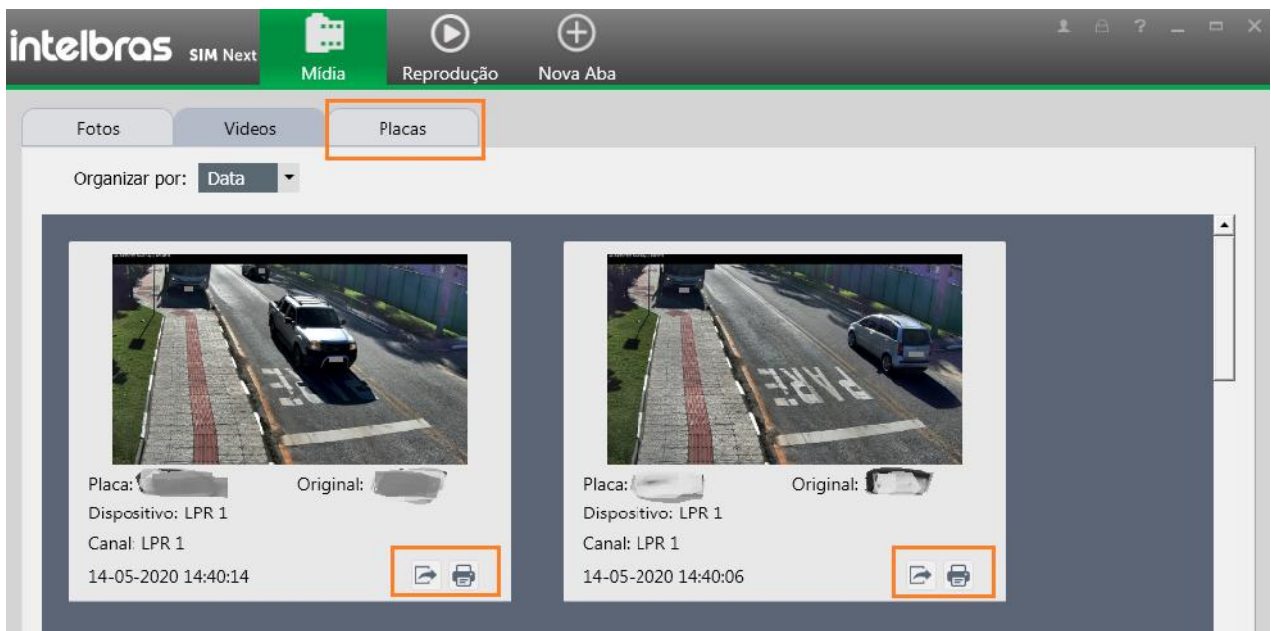 intelbras SIM Next
Mídia
Reprodução
Nova Aba
?
Fotos
Videos
Placas
Organizar por: Data
PARE
Placa: Original:
Dispositivo: LPR 1
Canal: LPR 1
14-05-2020 14:40:14
Placa: Original:
Dispositivo: LPR 1
Canal: LPR 1
14-05-2020 14:40:06